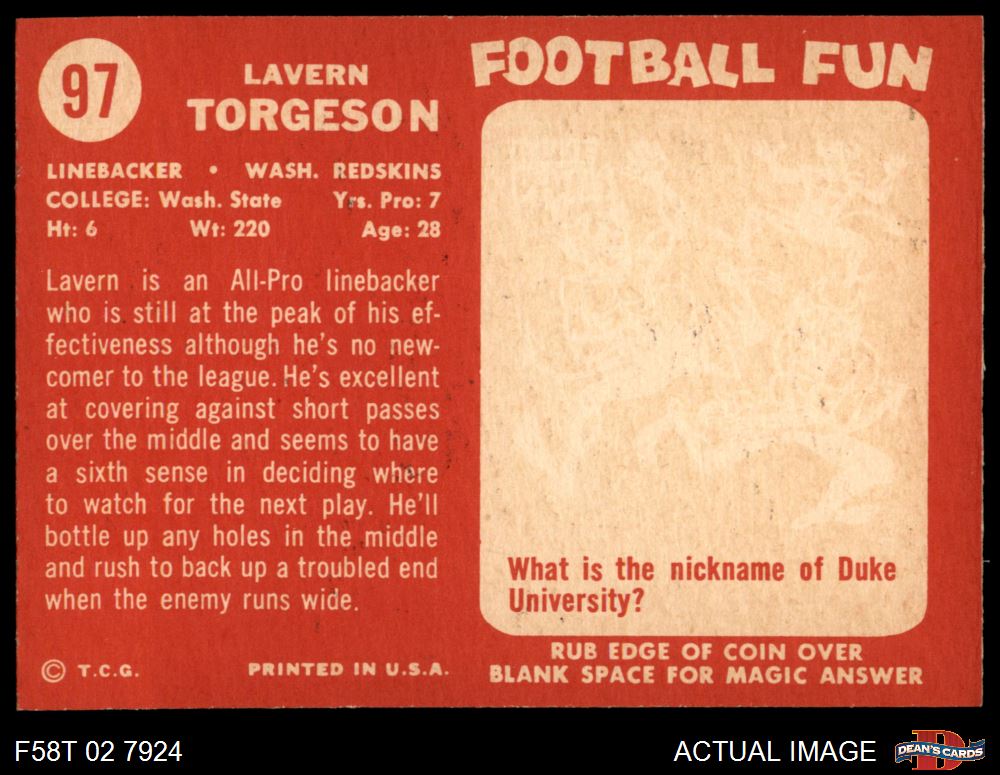 97
LAVERN
TORGESON
LINEBACKER • WASH. REDSKINS
COLLEGE: Wash. State Yrs. Pro: 7
Ht: 6 Wt: 220 Age: 28
Lavern is an All-Pro linebacker
who is still at the peak of his ef-
fectiveness although he's no new-
comer to the league. He's excellent
at covering against short passes
over the middle and seems to have
a sixth sense in deciding where
to watch for the next play. He'll
bottle up any holes in the middle
and rush to back up a troubled end
when the enemy runs wide.
© T.C.G. PRINTED IN U.S.A.
FOOTBALL FUN
What is the nickname of Duke
University?
RUB EDGE OF COIN OVER
BLANK SPACE FOR MAGIC ANSWER
F58T 02 7924
ACTUAL IMAGE
D
DEAN'S CARDS